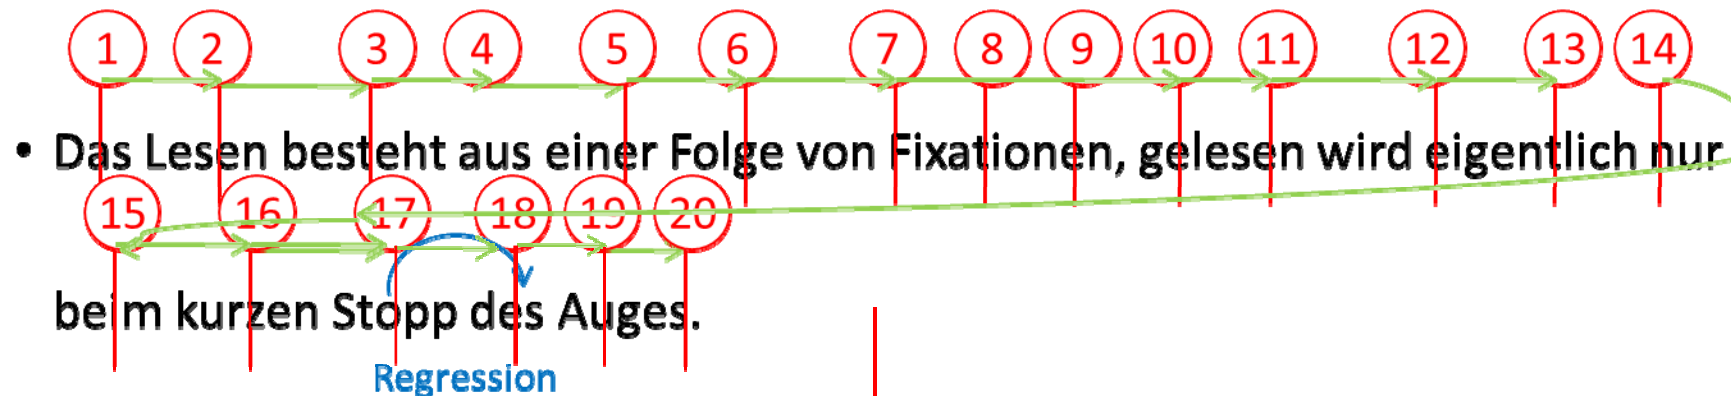 1 2 3 4 5 6 7 8 9 10 11 12 13 14
• Das Lesen besteht aus einer Folge von Fixationen, gelesen wird eigentlich nur
15 16 17 18 19 20
beim kurzen Stopp des Auges.
Regression